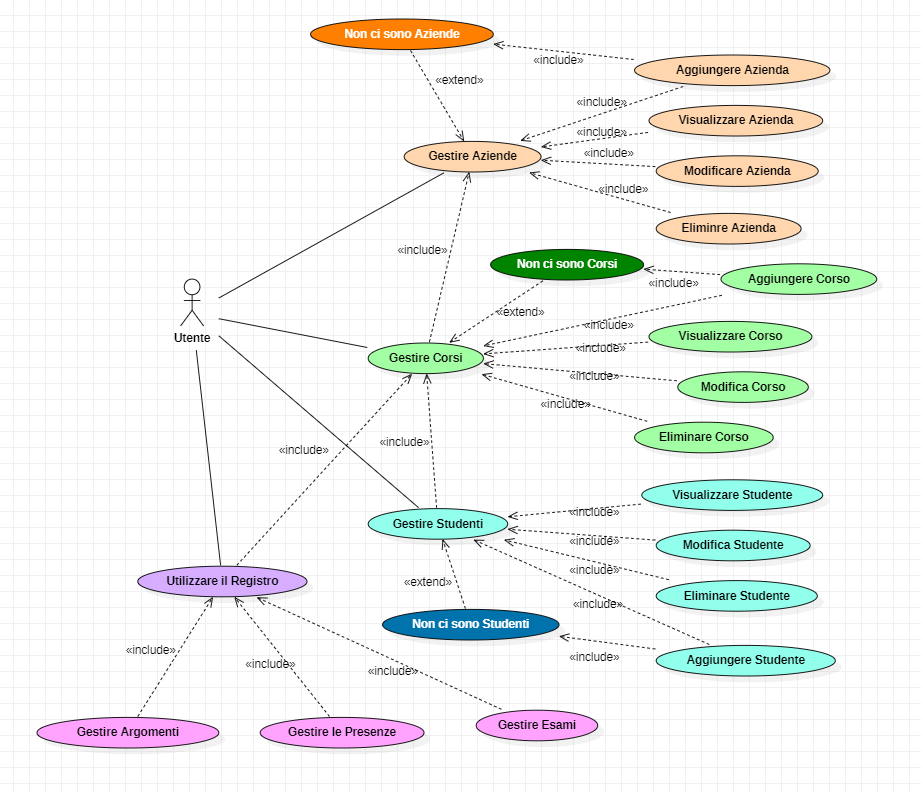 Non ci sono Aziende
«include»
Aggiungere Azienda
«extend»
«include»
Visualizzare Azienda
«include»
Gestire Aziende
«include»
Modificare Azienda
«include»
Eliminre Azienda
«include»
Non ci sono Corsi
Aggiungere Corso
«include»
«extend»
«include»
Utente
Visualizzare Corso
«include»
Gestire Corsi
«include»
Modifica Corso
«include»
Eliminare Corso
«include»
«include»
Visualizzare Studente
«include»
Gestire Studenti
«include»
Modifica Studente
«include»
Utilizzare il Registro
«extend»
Eliminare Studente
«include»
Non ci sono Studenti
«include»
Aggiungere Studente
«include»
«include»
«include»
Gestire Argomenti
Gestire le Presenze
Gestire Esami